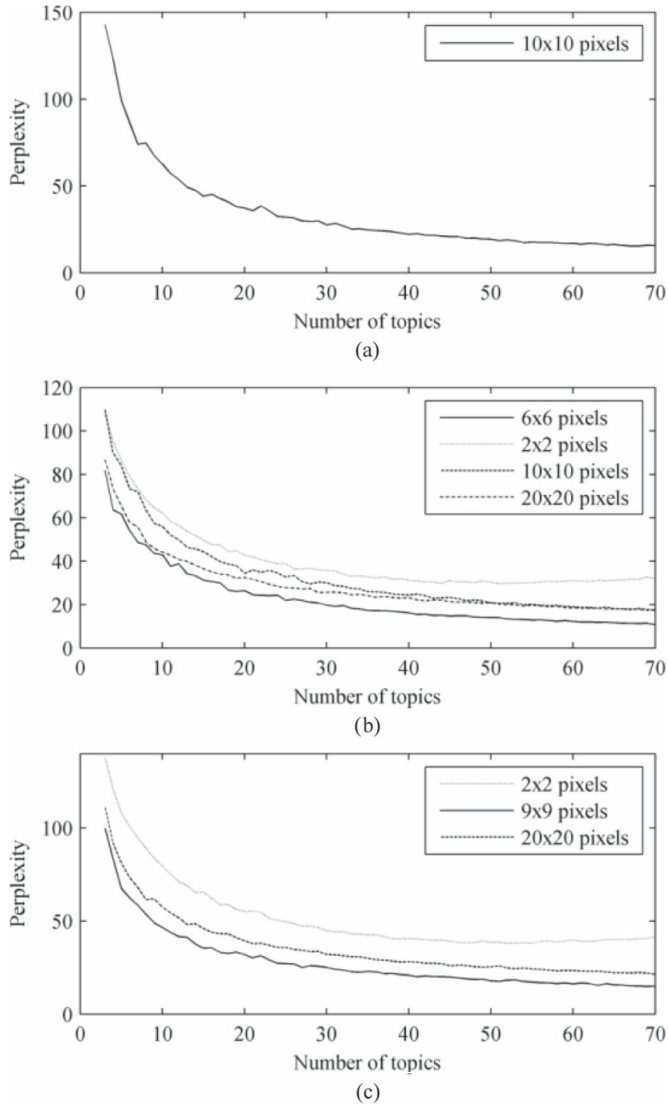 150
100
50
0
Perplexity
10x10 pixels
0 10 20 30 40 50 60 70
Number of topics
(a)
120
100
80
60
40
20
0
Perplexity
6x6 pixels
2x2 pixels
10x10 pixels
20x20 pixels
0 10 20 30 40 50 60 70
Number of topics
(b)
100
50
0
Perplexity
2x2 pixels
9x9 pixels
20x20 pixels
0 10 20 30 40 50 60 70
Number of topics
(c)